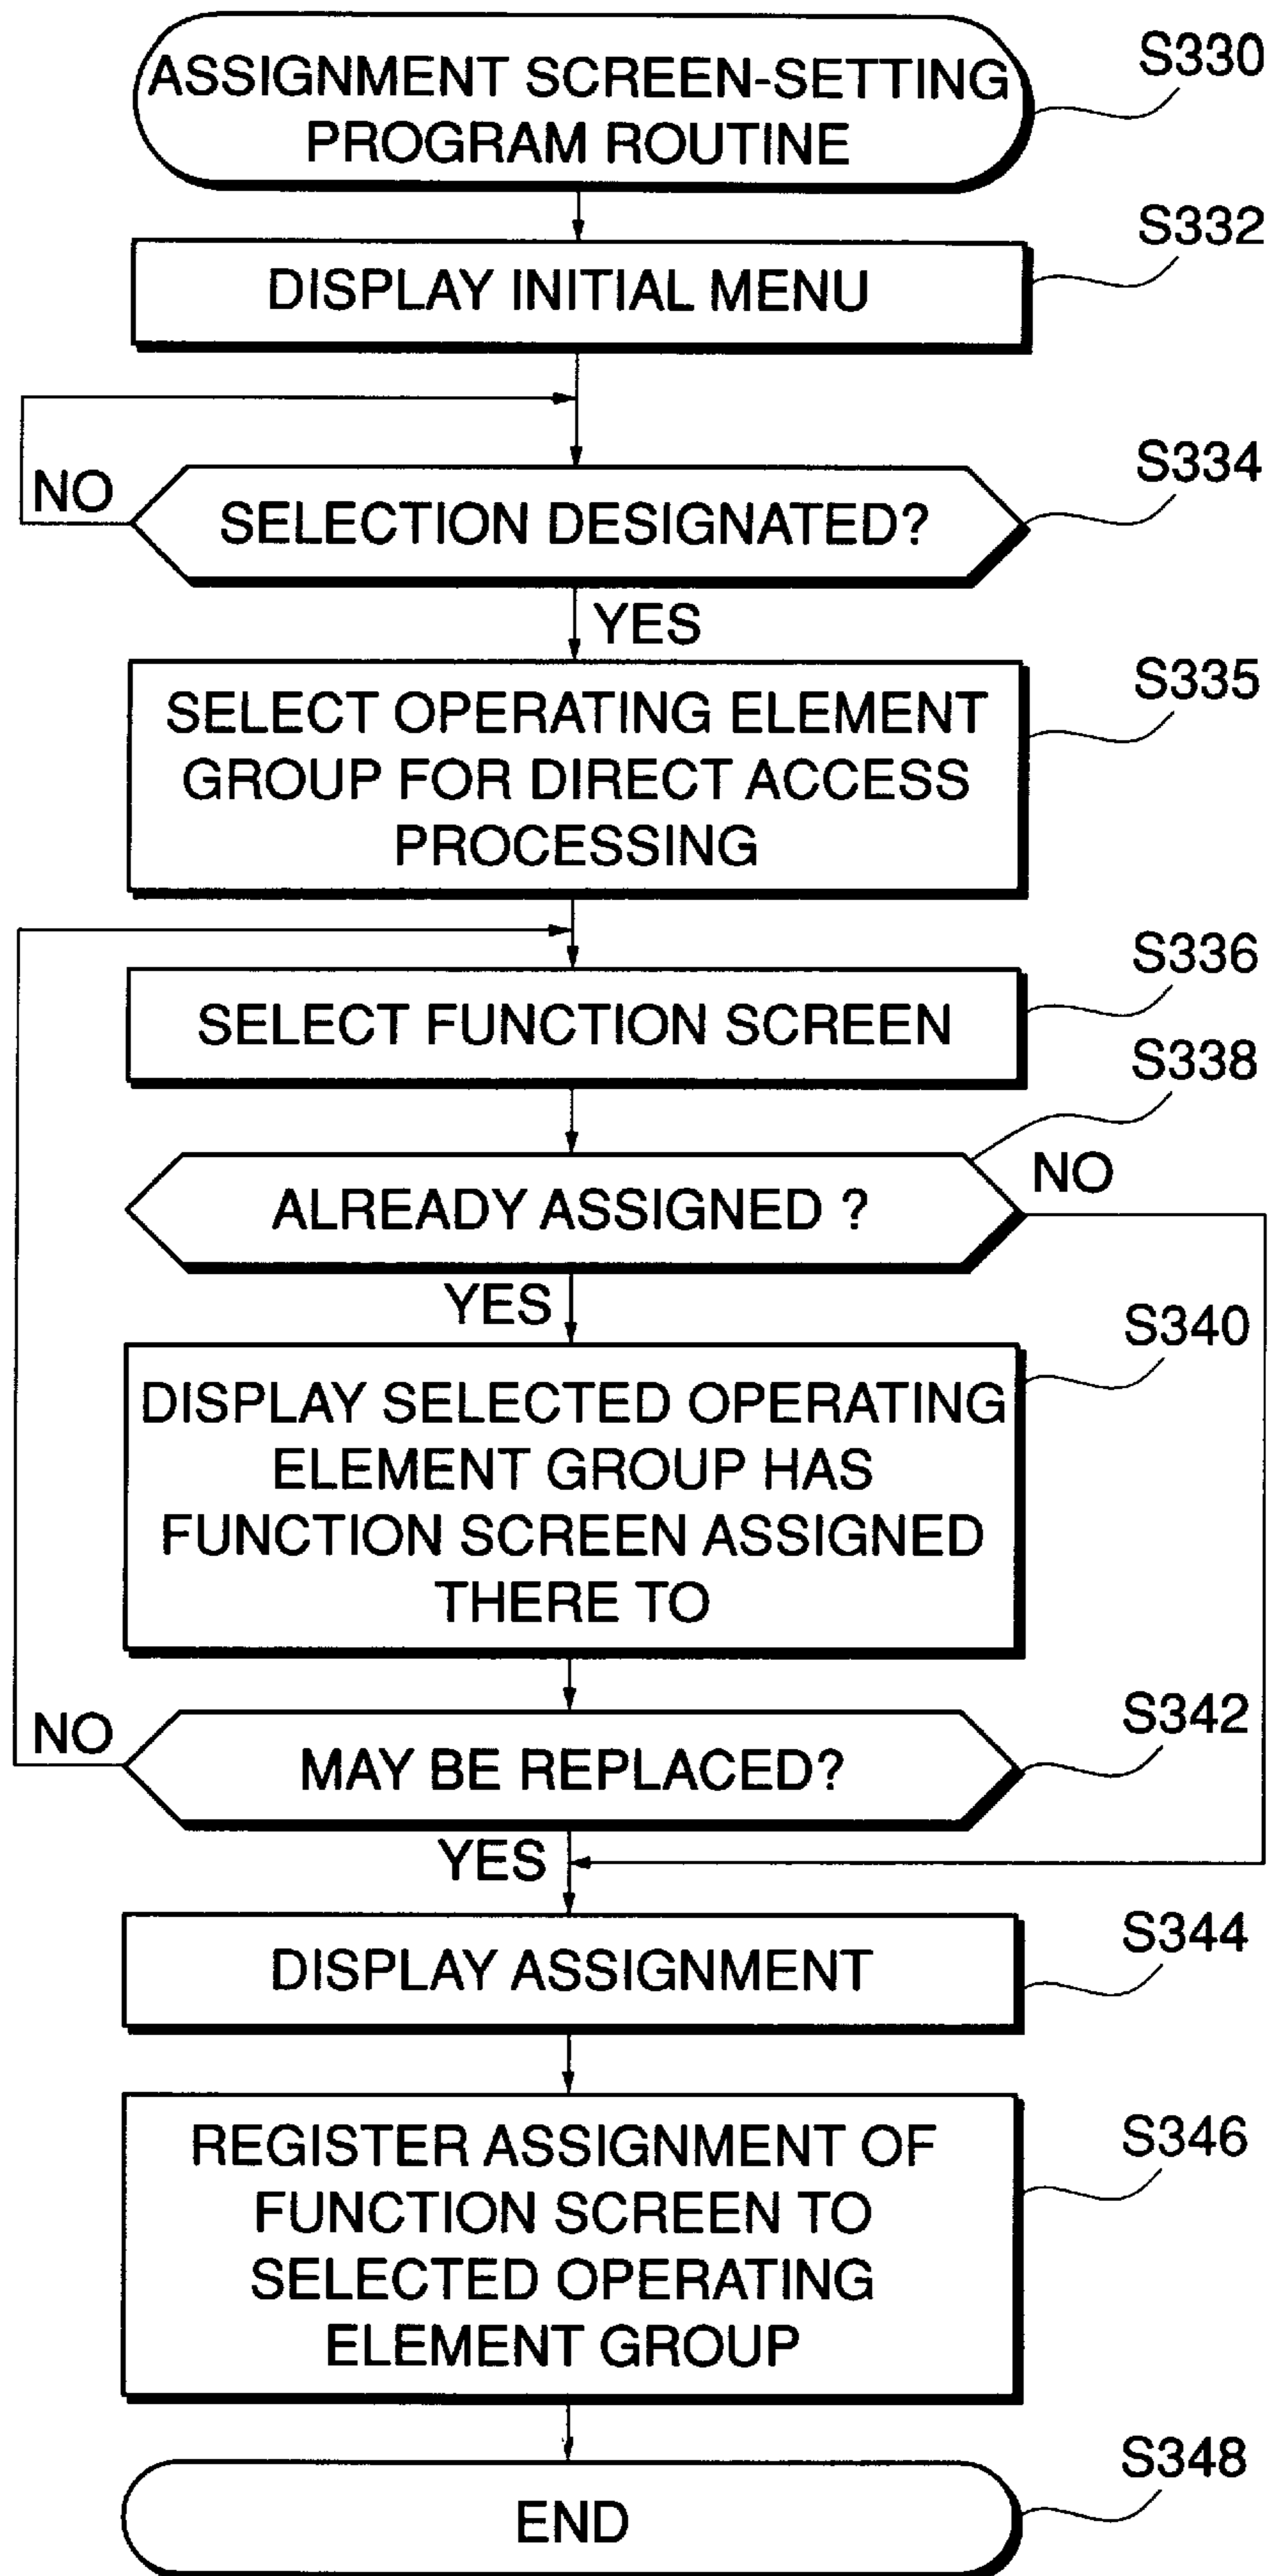 ASSIGNMENT SCREEN-SETTING
PROGRAM ROUTINE
S330
DISPLAY INITIAL MENU
S332
NO
SELECTION DESIGNATED?
S334
YES
SELECT OPERATING ELEMENT
GROUP FOR DIRECT ACCESS
PROCESSING
S335
SELECT FUNCTION SCREEN
S336
S338
ALREADY ASSIGNED ?
NO
YES
S340
DISPLAY SELECTED OPERATING
ELEMENT GROUP HAS
FUNCTION SCREEN ASSIGNED
THERE TO
NO
MAY BE REPLACED?
S342
YES
DISPLAY ASSIGNMENT
S344
REGISTER ASSIGNMENT OF
FUNCTION SCREEN TO
SELECTED OPERATING
ELEMENT GROUP
S346
END
S348